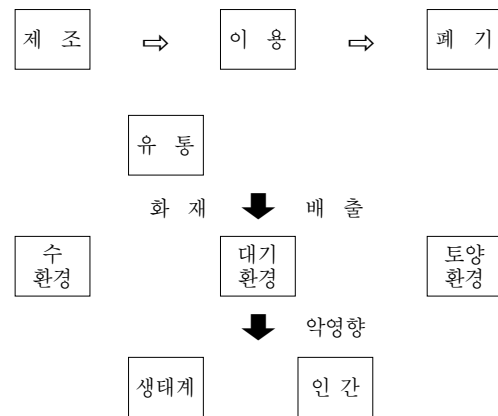 제 조 ⇨ 이 용 ⇨ 폐 기
유 통
화 재 배 출
수 대기 토양
환경 환경 환경
악영향
생태계 인 간